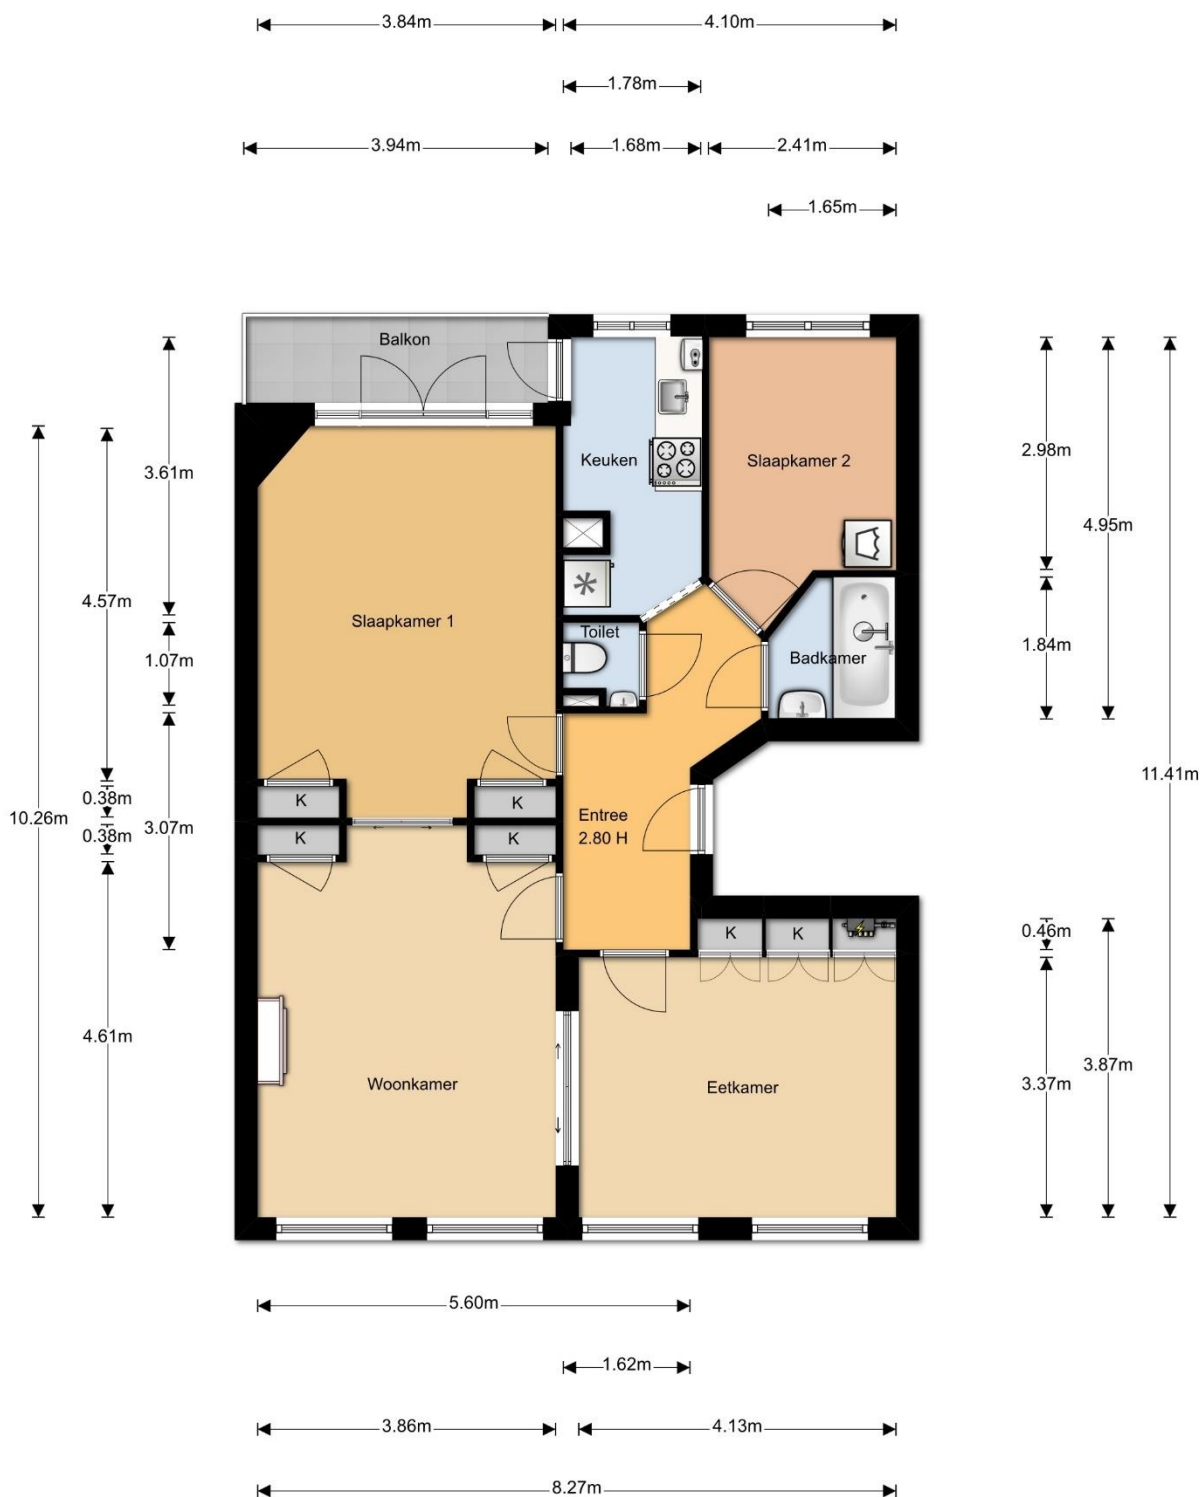 3.84m
4.10m
1.78m
3.94m
1.68m
2.41m
1.65m
Balkon
Keuken
Slaapkamer 2
3.61m
2.98m
4.95m
4.57m
Slaapkamer 1
Toilet
1.07m
Badkamer
1.84m
11.41m
K
K
0.38m
10.26m
0.38m
3.07m
K
K
Entree
2.80 H
K
K
0.46m
4.61m
Woonkamer
Eetkamer
3.37m
3.87m
5.60m
1.62m
3.86m
4.13m
8.27m